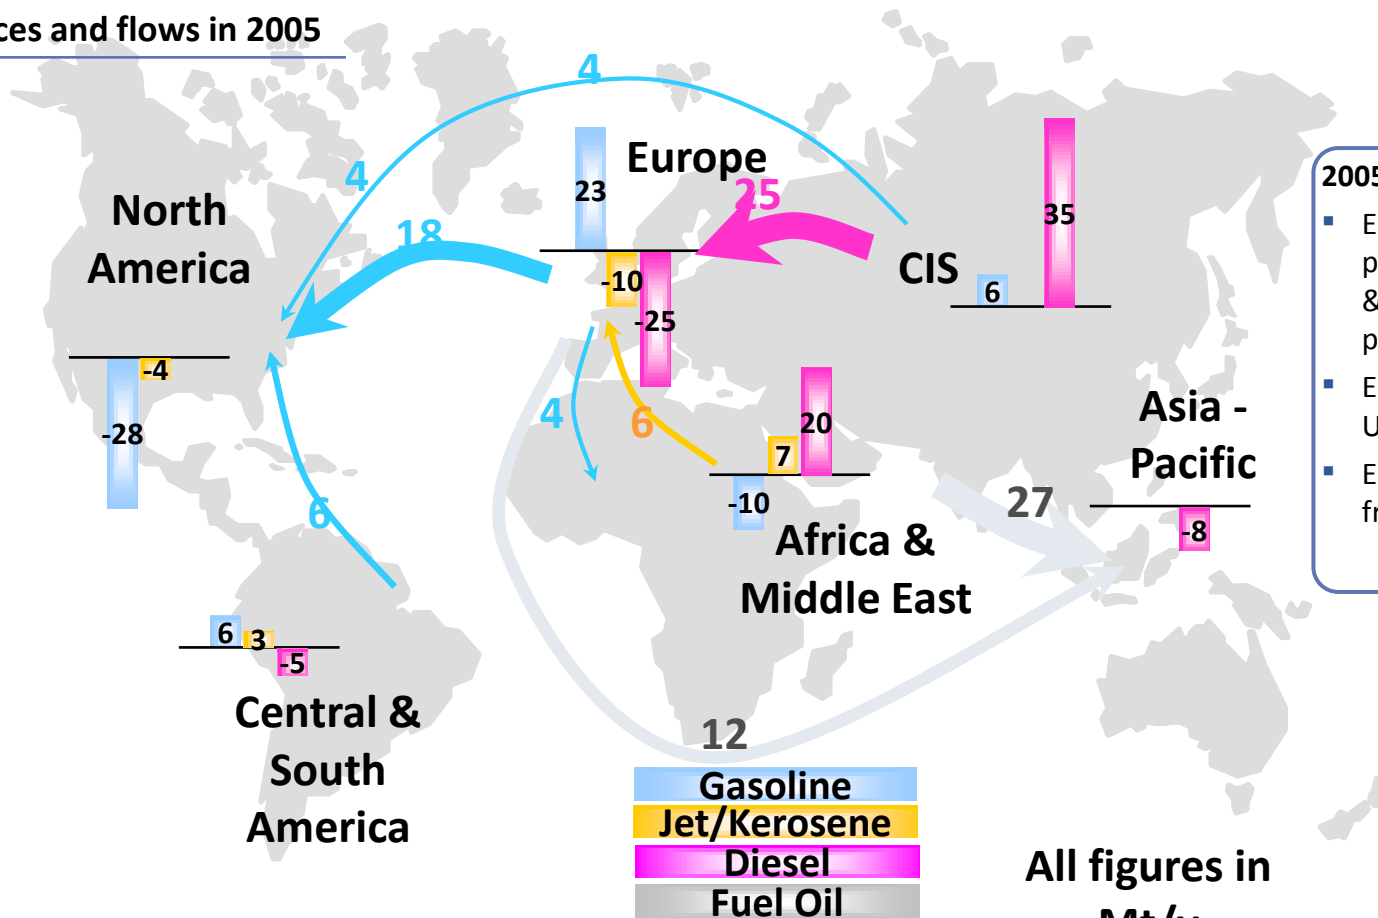 ces and flows in 2005
4
Europe
23
25
35
4
North
America
18
CIS
6
-10
-25
-4
-28
4
6
20
7
-10
Asia -
Pacific
27
-8
6
Africa &
Middle East
6
3
-5
Central &
South
America
12
Gasoline
Jet/Kerosene
Diesel
Fuel Oil
All figures in
Mt/y
2005
E
p
&
p
E
U
E
fr